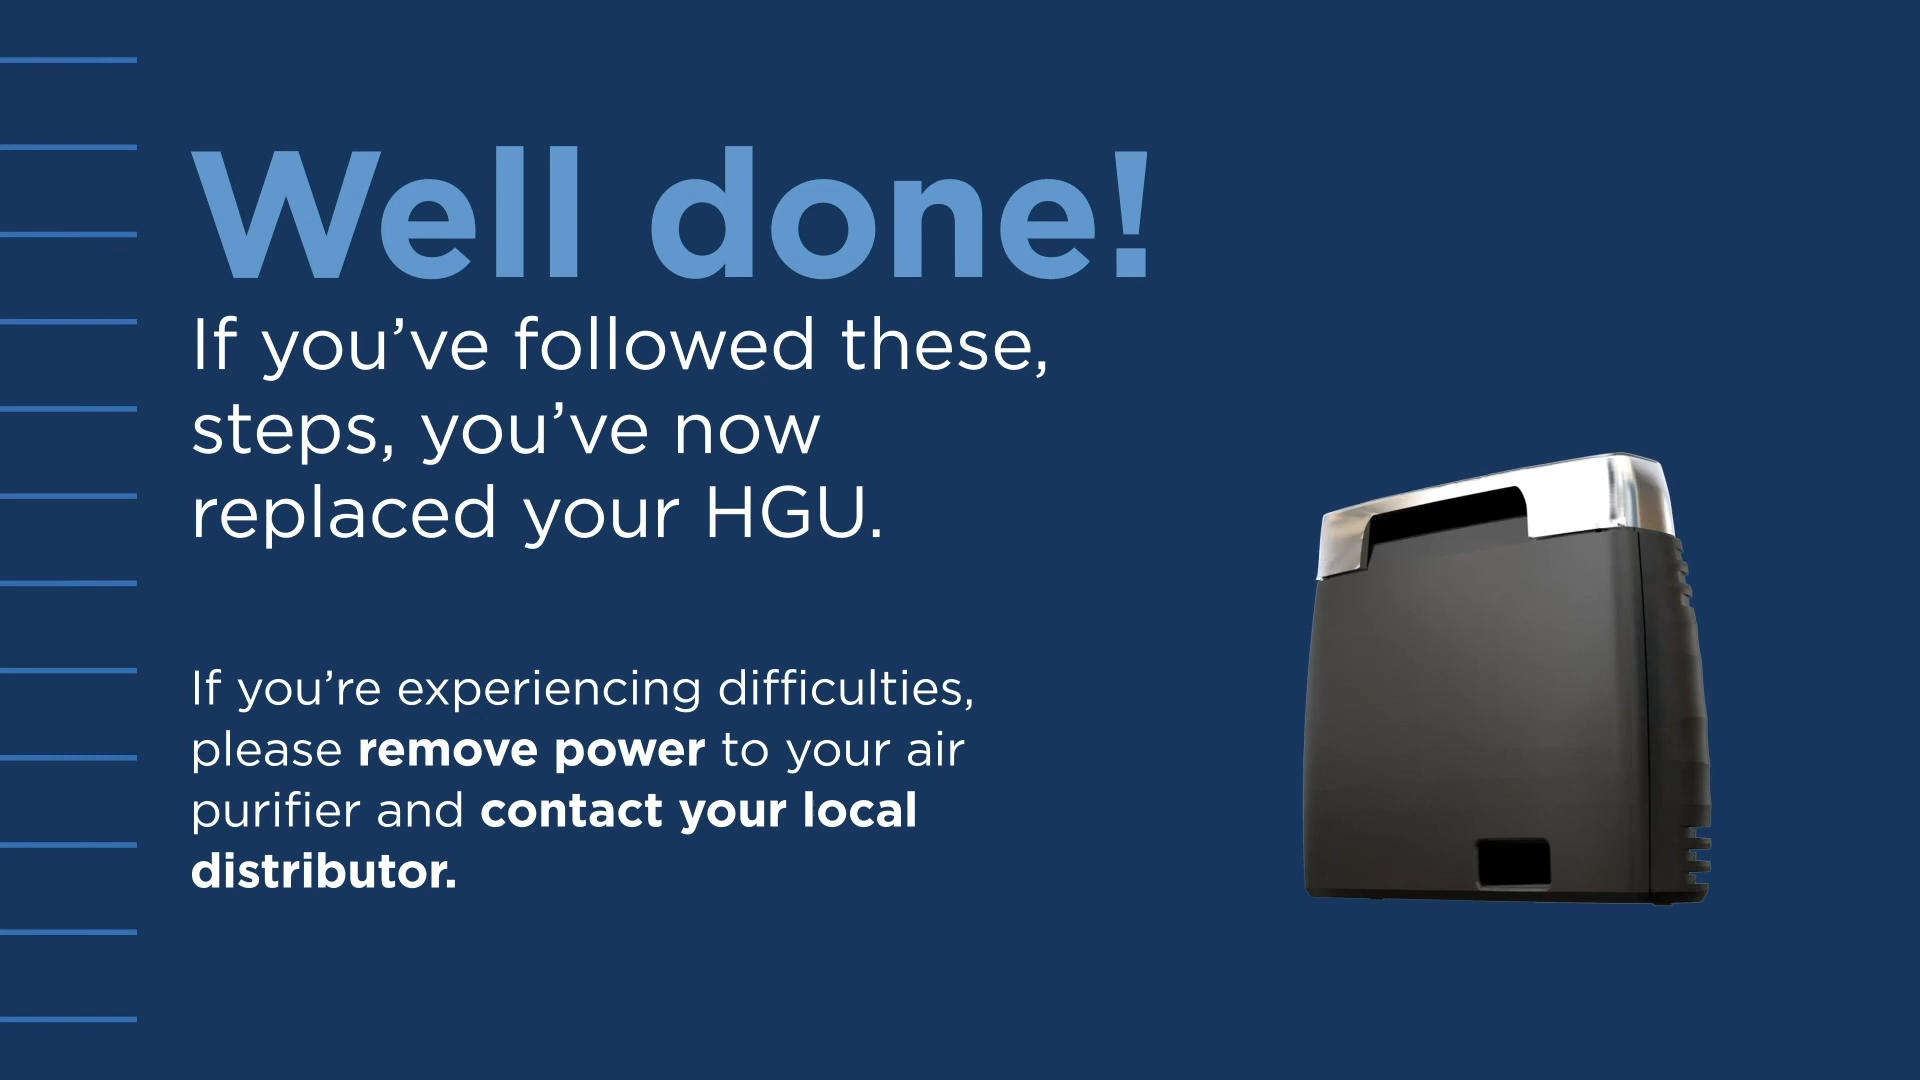 Well done!
If you’ve followed these,
steps, you’ve now
replaced your HGU.
If you’re experiencing difficulties,
please remove power to your air
purifier and contact your local
distributor.